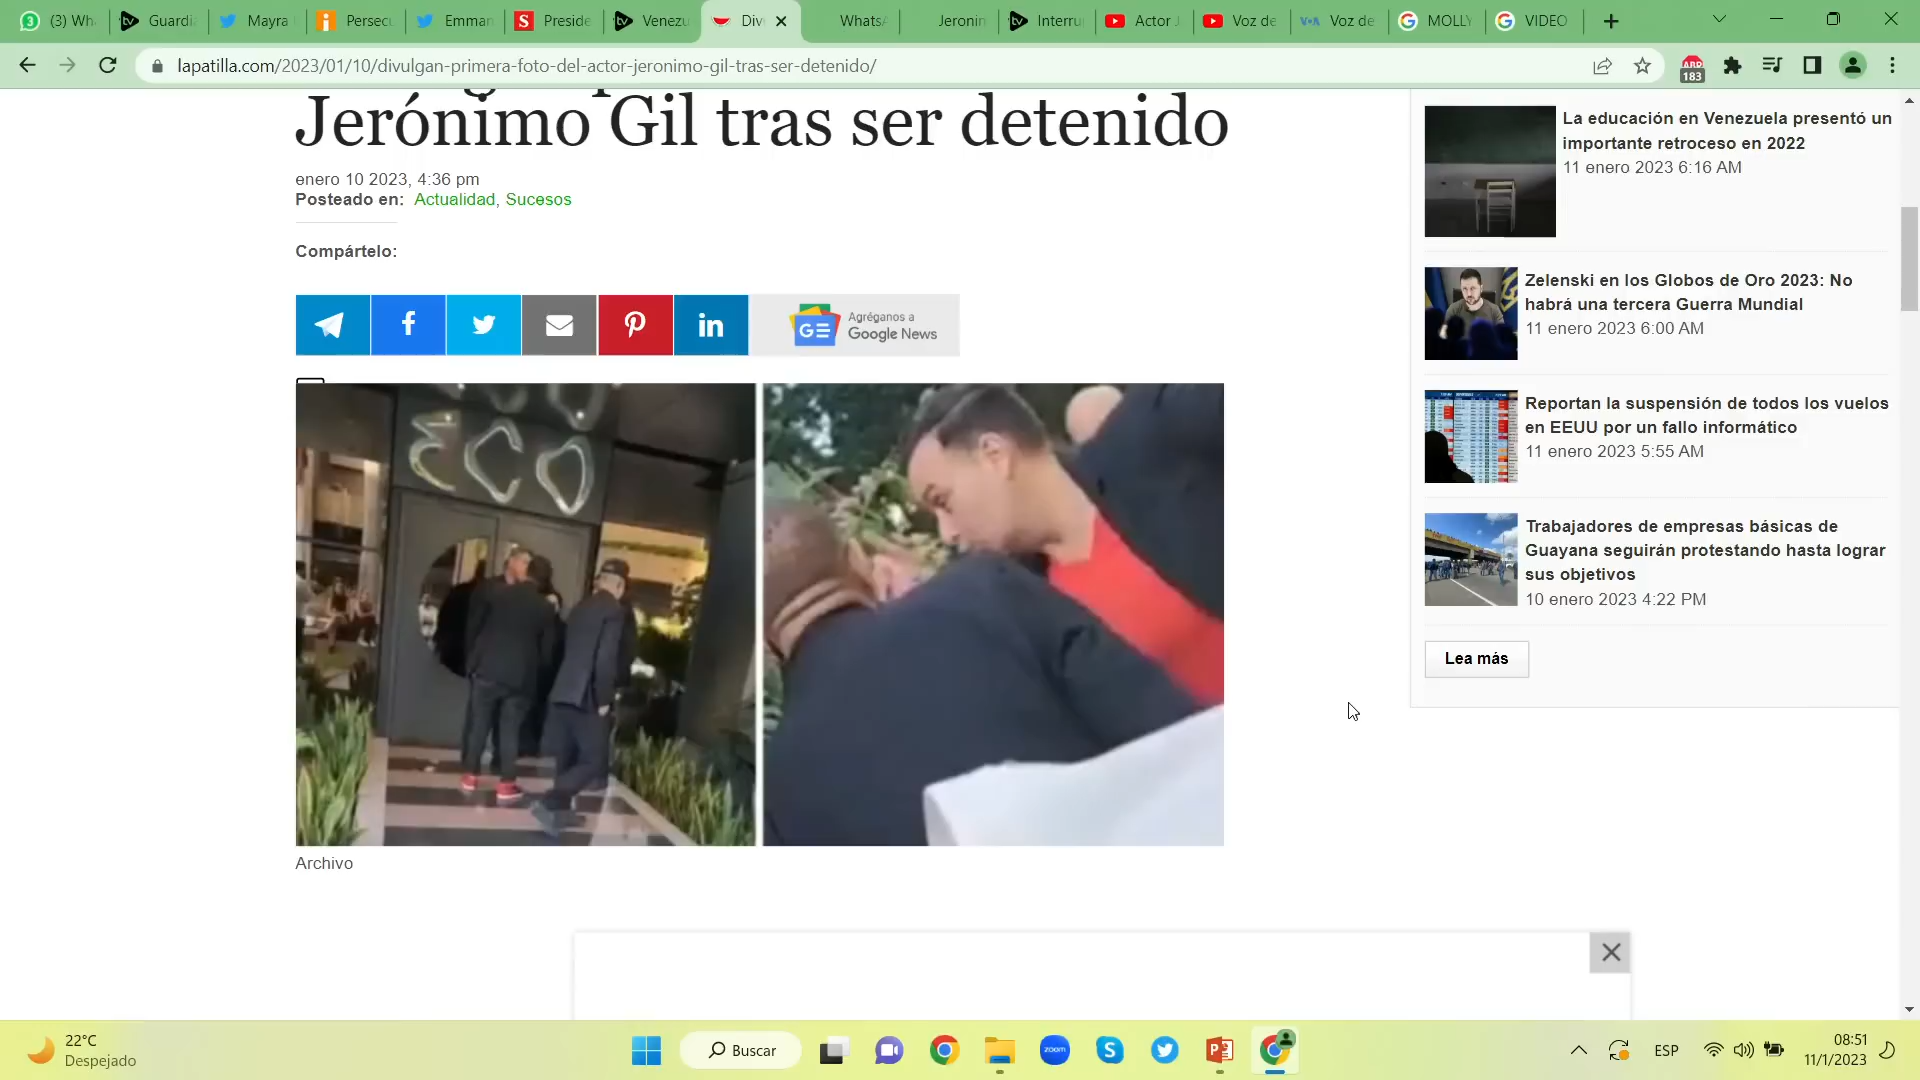 (3) Wh
Guardi
Mayra
Persecu
Emman
Preside
Venezu
Div
WhatsA
Jeronin
Interru
Actor J
Voz de
Voz de
MOLLY
VIDEO
lapatilla.com/2023/01/10/divulgan-primera-foto-del-actor-jeronimo-gil-tras-ser-detenido/
ABP
183
Jerónimo Gil tras ser detenido
enero 10 2023, 4:36 pm
Posteado en: Actualidad, Sucesos
Compártelo:
GE
Agréganos a
Google News
ECO
Archivo
La educación en Venezuela presentó un
importante retroceso en 2022
11 enero 2023 6:16 AM
Zelenski en los Globos de Oro 2023: No
habrá una tercera Guerra Mundial
11 enero 2023 6:00 AM
Reportan la suspensión de todos los vuelos
en EEUU por un fallo informático
11 enero 2023 5:55 AM
Trabajadores de empresas básicas de
Guayana seguirán protestando hasta lograr
sus objetivos
10 enero 2023 4:22 PM
Lea más
22°C
Despejado
Buscar
zoom
ESP
08:51
11/1/2023